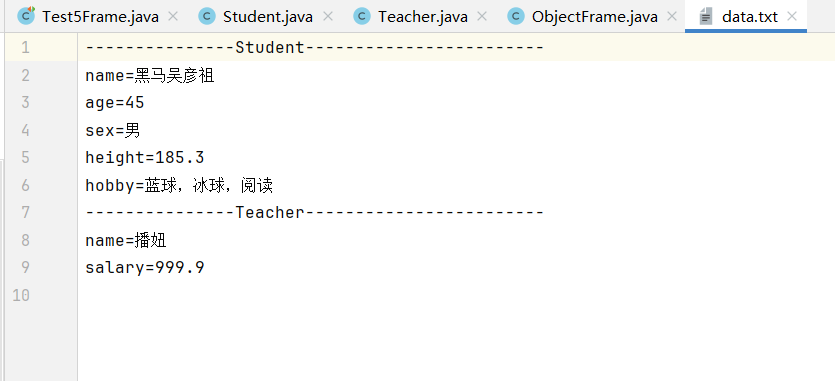 Test5Frame.java Student.java Teacher.java ObjectFrame.java data.txt
1 ---------------Student------------------------
2 name=黑马吴彦祖
3 age=45
4 sex=男
5 height=185.3
6 hobby=蓝球，冰球，阅读
7 ---------------Teacher------------------------
8 name=播妞
9 salary=999.9
10